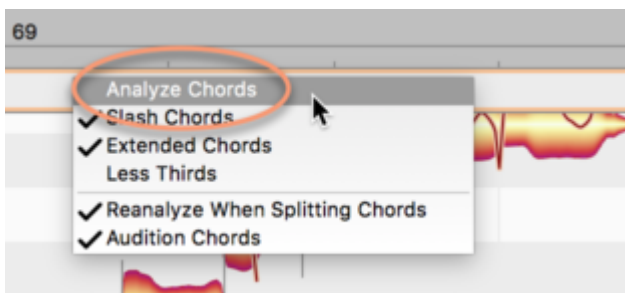 69
Analyze Chords
Slash Chords
Extended Chords
Less Thirds
Reanalyze When Splitting Chords
Audition Chords